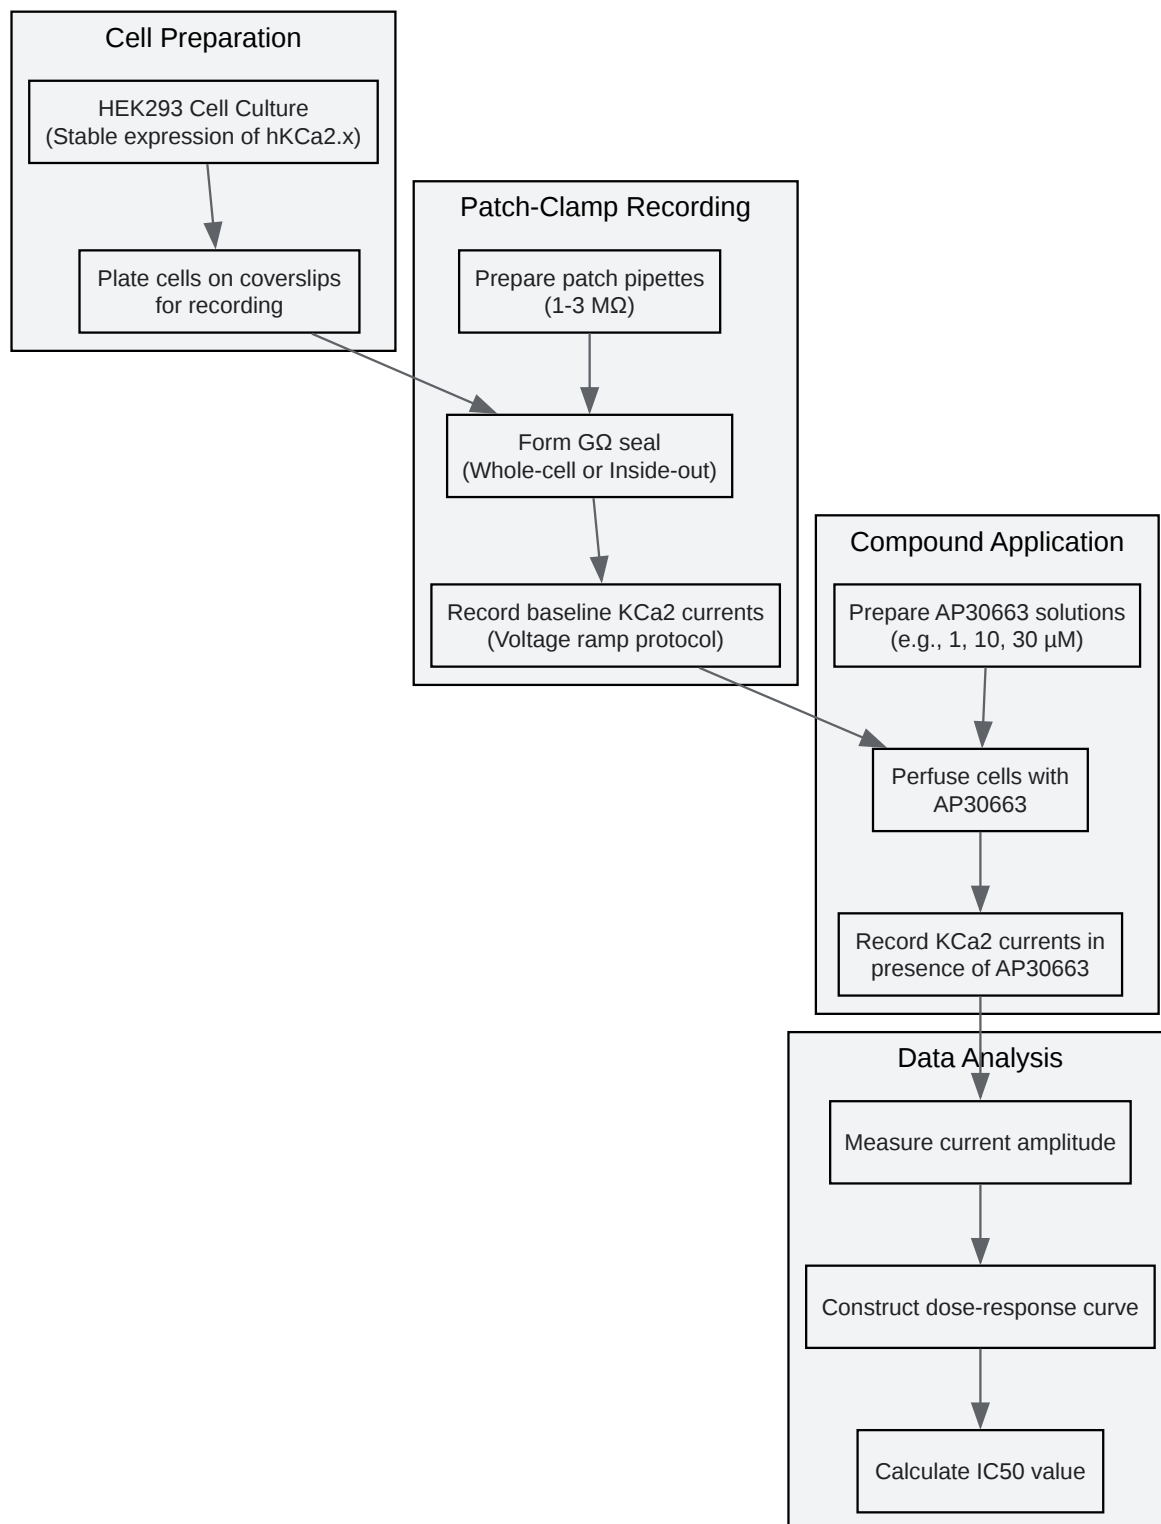 Cell Preparation
HEK293 Cell Culture
(Stable expression of hKCa2.x)
Plate cells on coverslips
for recording
Patch-Clamp Recording
Prepare patch pipettes
(1-3 MΩ)
Form GΩ seal
(Whole-cell or Inside-out)
Record baseline KCa2 currents
(Voltage ramp protocol)
Compound Application
Prepare AP30663 solutions
(e.g., 1, 10, 30 µM)
Perfuse cells with
AP30663
Record KCa2 currents in
presence of AP30663
Data Analysis
Measure current amplitude
Construct dose-response curve
Calculate IC50 value